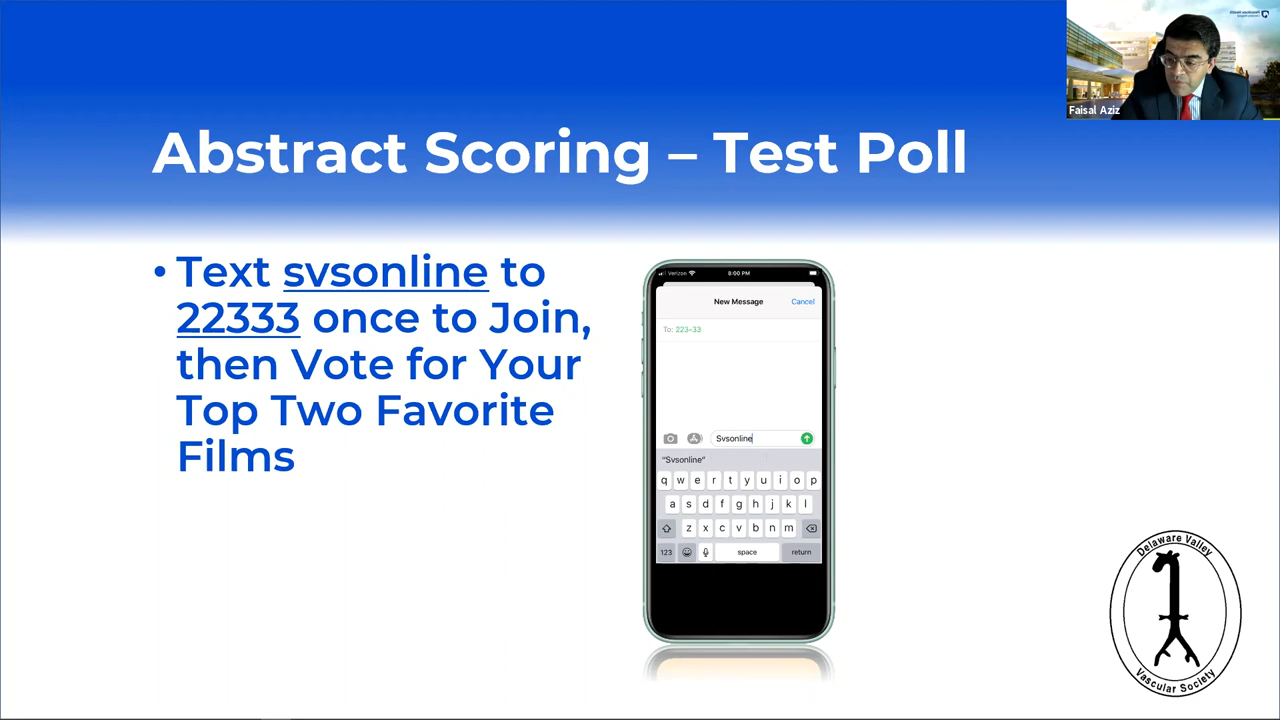 Faisal Aziz
Abstract Scoring – Test Poll
• Text svsonline to
22333 once to Join,
then Vote for Your
Top Two Favorite
Films
Verizon
8:00 PM
New Message
Cancel
To: 223-33
Svsonline
"Svsonline"
q w e r t y u i o p
a s d f g h j k l
z x c v b n m
123
space
return
Delaware Valley
Vascular Society